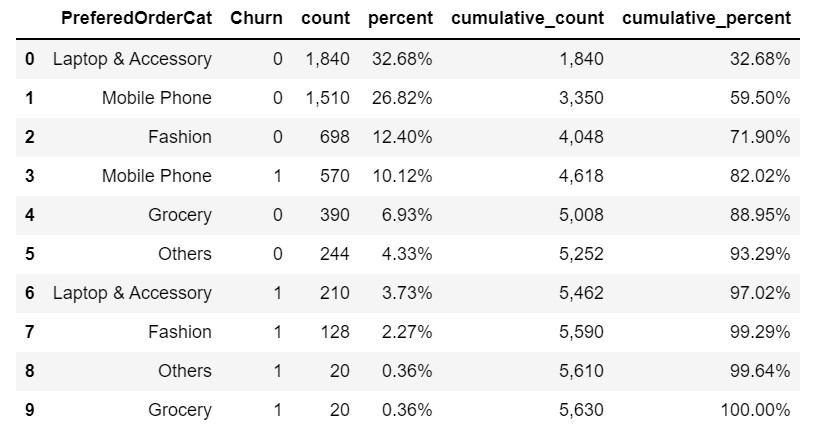 PreferedOrderCat Churn count percent cumulative_count cumulative_percent
0 Laptop & Accessory 0 1,840 32.68% 1,840 32.68%
1 Mobile Phone 0 1,510 26.82% 3,350 59.50%
2 Fashion 0 698 12.40% 4,048 71.90%
3 Mobile Phone 1 570 10.12% 4,618 82.02%
4 Grocery 0 390 6.93% 5,008 88.95%
5 Others 0 244 4.33% 5,252 93.29%
6 Laptop & Accessory 1 210 3.73% 5,462 97.02%
7 Fashion 1 128 2.27% 5,590 99.29%
8 Others 1 20 0.36% 5,610 99.64%
9 Grocery 1 20 0.36% 5,630 100.00%